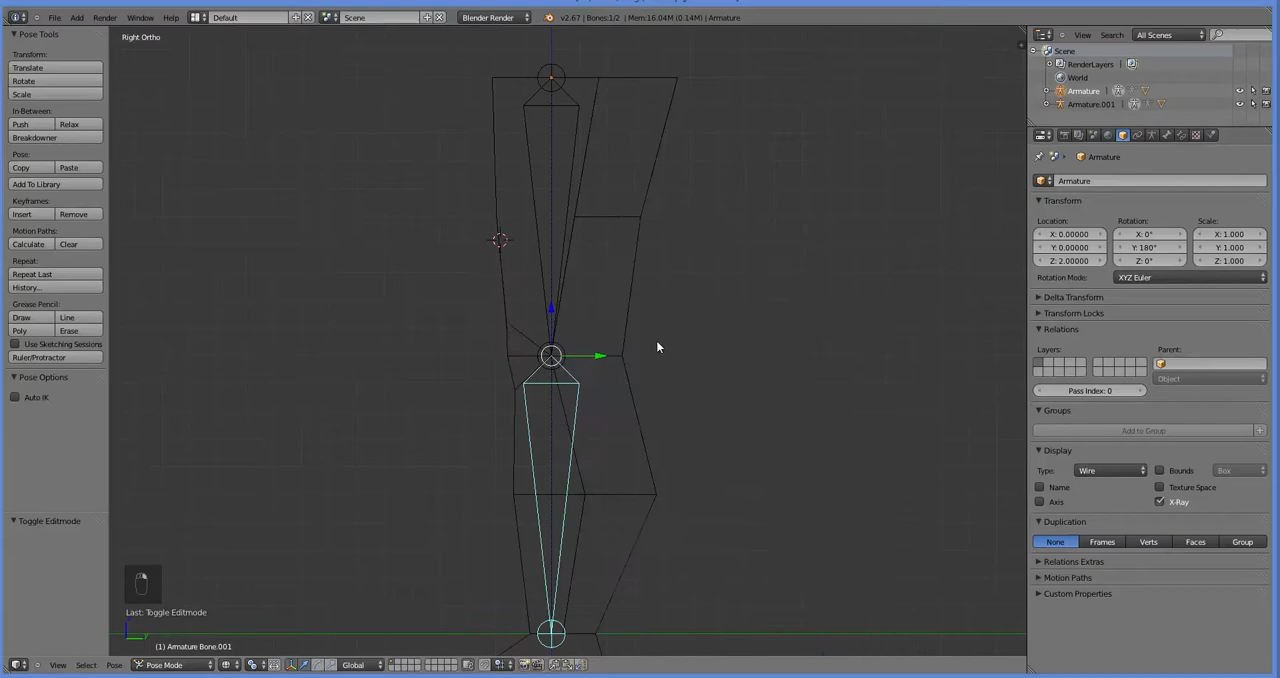 File Add Render Window Help Default Scene Blender Render v2.67 | Bones:1/2 | Mem:16.04M (0.14M) | Armature
Pose Tools
Transform:
Translate
Rotate
Scale
In-Between:
Push Relax
Breakdowner
Pose:
Copy Paste
Add To Library
Keyframes:
Insert Remove
Motion Paths:
Calculate Clear
Repeat:
Repeat Last
History...
Grease Pencil:
Draw Line
Poly Erase
Use Sketching Sessions
Ruler/Protractor
Pose Options
Auto IK
Toggle Editmode
Right Ortho
Last: Toggle Editmode
(1) Armature Bone.001
View Select Pose Pose Mode Global
View Search All Scenes
Scene
RenderLayers
World
Armature
Armature.001
Armature
Armature
Transform
Location: Rotation: Scale:
X: 0.00000 X: 0° X: 1.000
Y: 0.00000 Y: 180° Y: 1.000
Z: 2.00000 Z: 0° Z: 1.000
Rotation Mode: XYZ Euler
Delta Transform
Transform Locks
Relations
Layers: Parent:
Object
Pass Index: 0
Groups
Add to Group
Display
Type: Wire Bounds Box
Name Texture Space
Axis X-Ray
Duplication
None Frames Verts Faces Group
Relations Extras
Motion Paths
Custom Properties